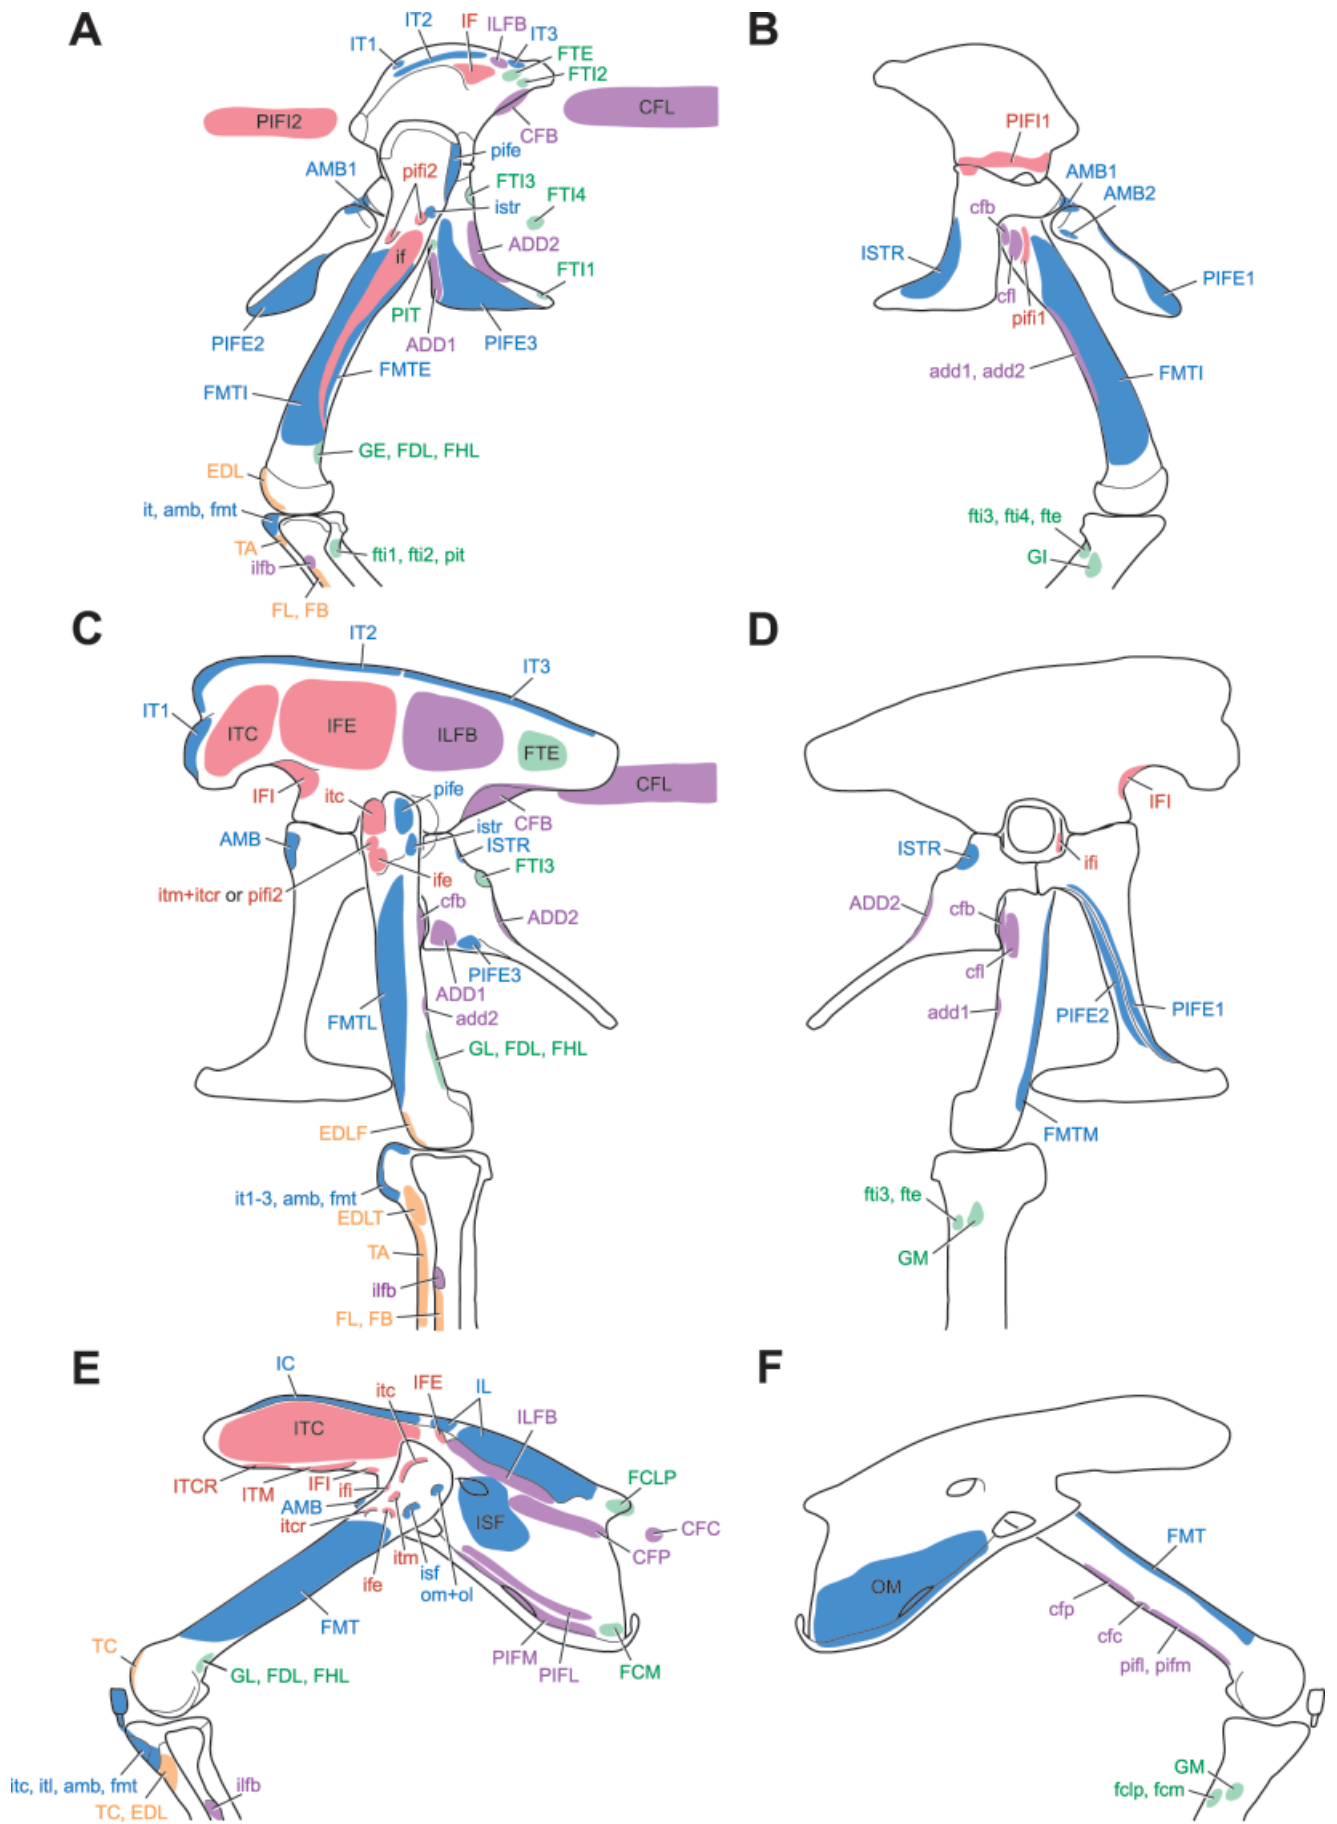 A
IT1
IT2
IF
ILFB
IT3
FTE
FTI2
PIFI2
CFL
CFB
pife
AMB1
pifi2
FTI3
istr
FTI4
if
ADD2
FTI1
PIT
PIFE2
ADD1
PIFE3
FMTE
FMTI
GE, FDL, FHL
EDL
it, amb, fmt
TA
fti1, fti2, pit
ilfb
FL, FB
B
PIFI1
AMB1
AMB2
cfb
ISTR
PIFE1
cfl
pifi1
add1, add2
FMTI
fti3, fti4, fte
GI
C
IT2
IT3
IT1
ITC
IFE
ILFB
FTE
IFI
itc
pife
CFL
CFB
AMB
istr
ISTR
FTI3
itm+itcr or pifi2
ife
cfb
ADD2
PIFE3
ADD1
FMTL
add2
GL, FDL, FHL
EDLF
it1-3, amb, fmt
EDLT
TA
ilfb
FL, FB
D
IFI
ISTR
ifi
ADD2
cfb
cfl
add1
PIFE2
PIFE1
FMTM
fti3, fte
GM
E
IC
itc
IFE
IL
ILFB
ITC
ITCR
ITM
IFI
ifi
FCLP
AMB
itcr
ISF
CFC
CFP
itm
isf
ife
om+ol
FMT
PIFM
PIFL
FCM
TC
GL, FDL, FHL
itc, itl, amb, fmt
TC, EDL
ilfb
F
FMT
OM
cfp
cfc
pifl, pifm
GM
fclp, fcm